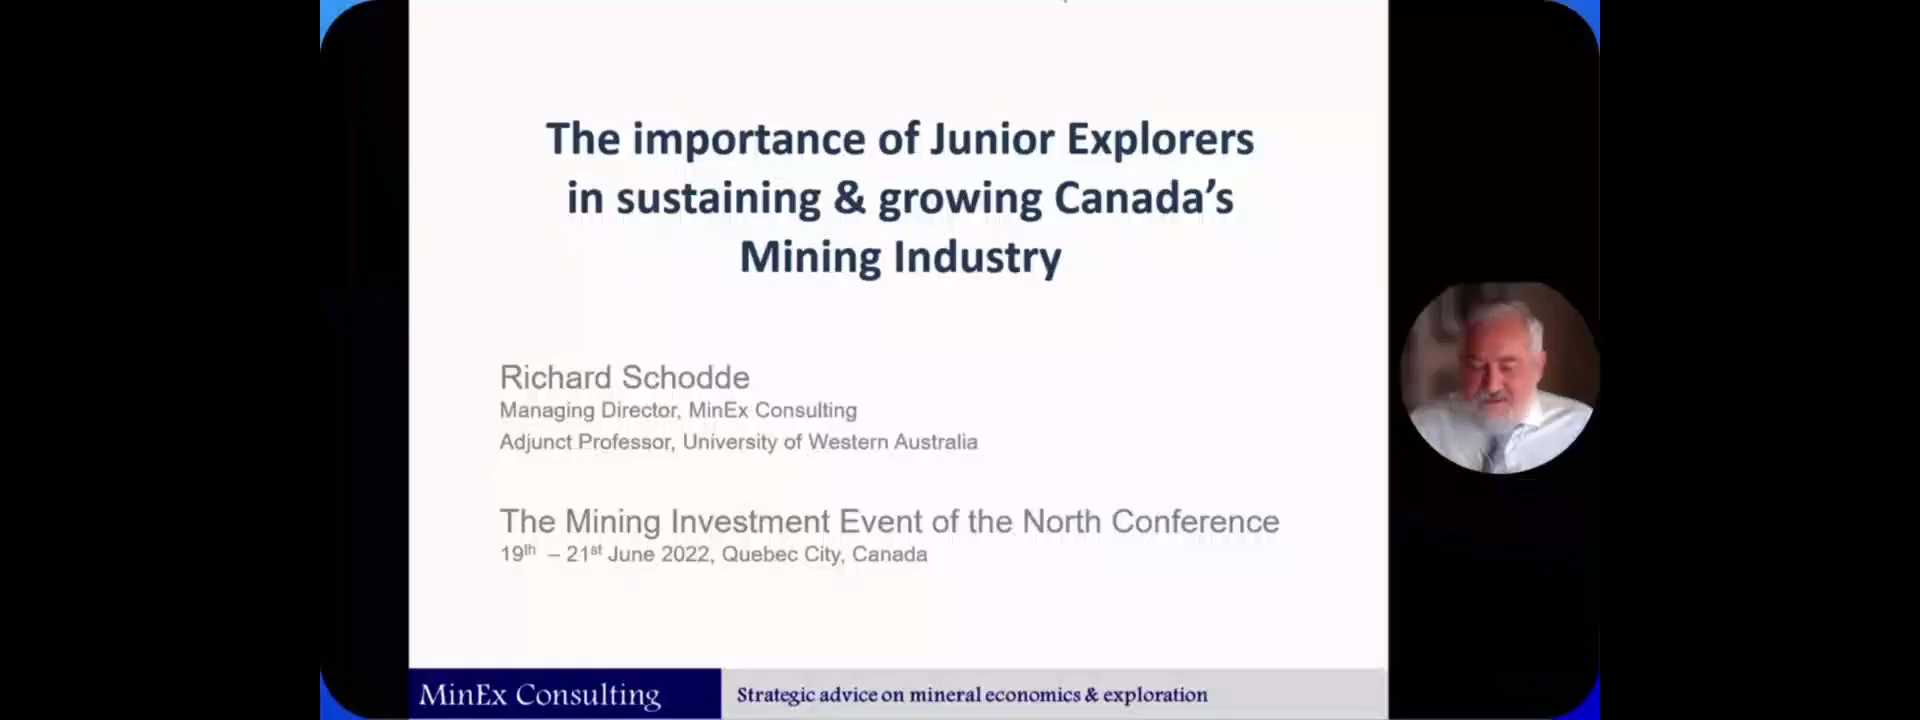 The importance of Junior Explorers
in sustaining & growing Canada’s
Mining Industry
Richard Schodde
Managing Director, MinEx Consulting
Adjunct Professor, University of Western Australia
The Mining Investment Event of the North Conference
19th – 21st June 2022, Quebec City, Canada
MinEx Consulting
Strategic advice on mineral economics & exploration